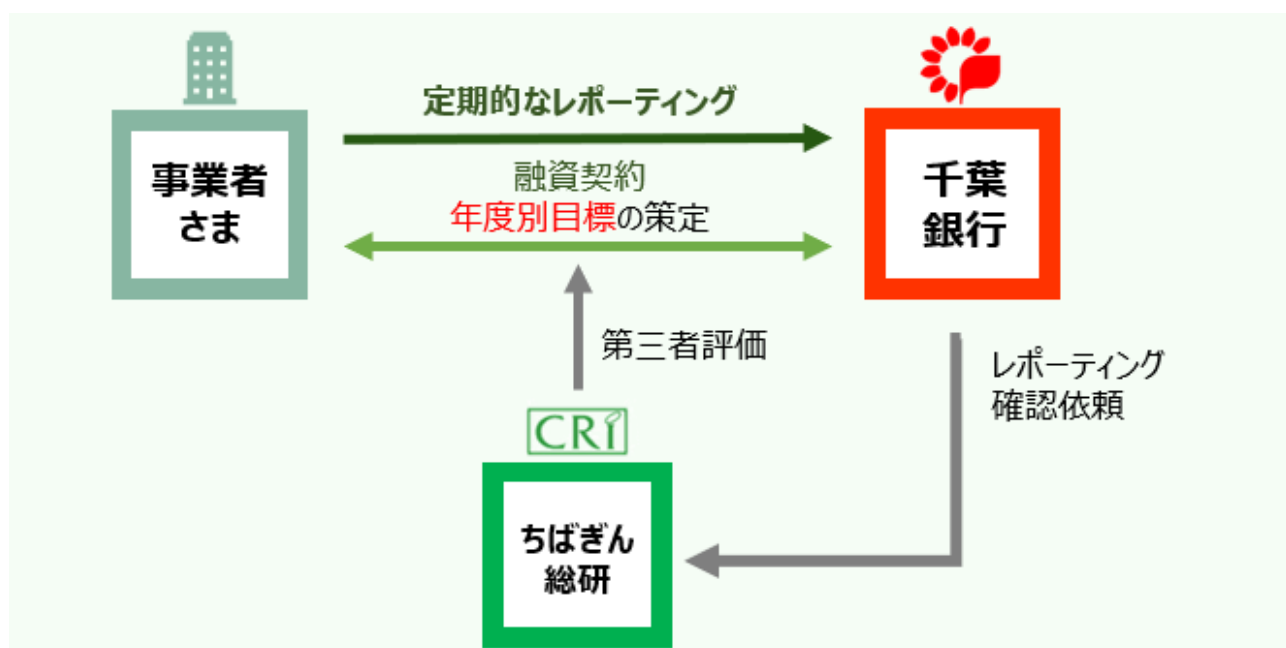 定期的なレポーティング
事業者
さま
融資契約
年度別目標の策定
千葉
銀行
第三者評価
レポーティング
確認依頼
CRI
ちばぎん
総研